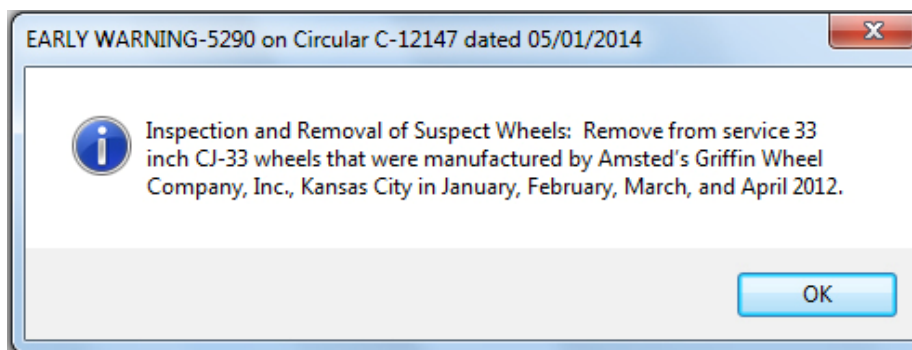 EARLY WARNING-5290 on Circular C-12147 dated 05/01/2014
Inspection and Removal of Suspect Wheels:  Remove from service 33
inch CJ-33 wheels that were manufactured by Amsted's Griffin Wheel
Company, Inc., Kansas City in January, February, March, and April 2012.
OK